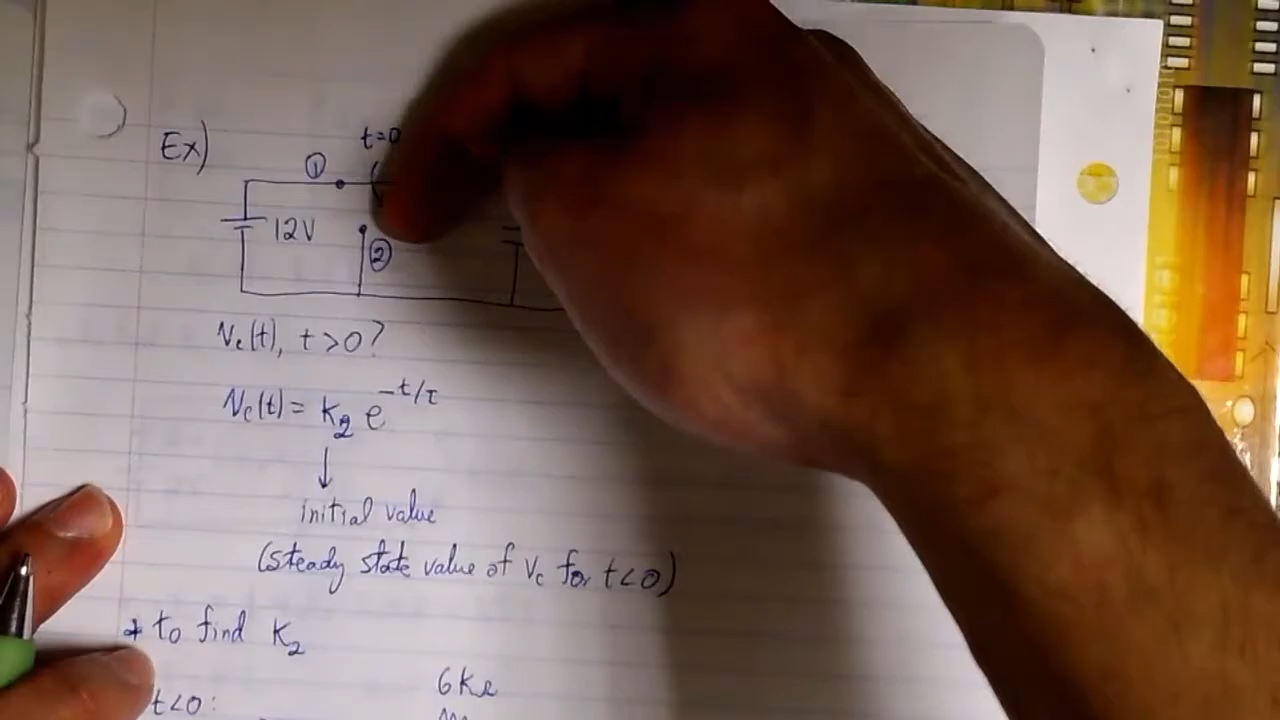 Ex)
t=0
①
12V
②
Vc(t), t>0?
Vc(t) = K2 e^-t/τ
↓
initial value
(steady state value of Vc for t<0)
* to find K2
t<0:
6kΩ